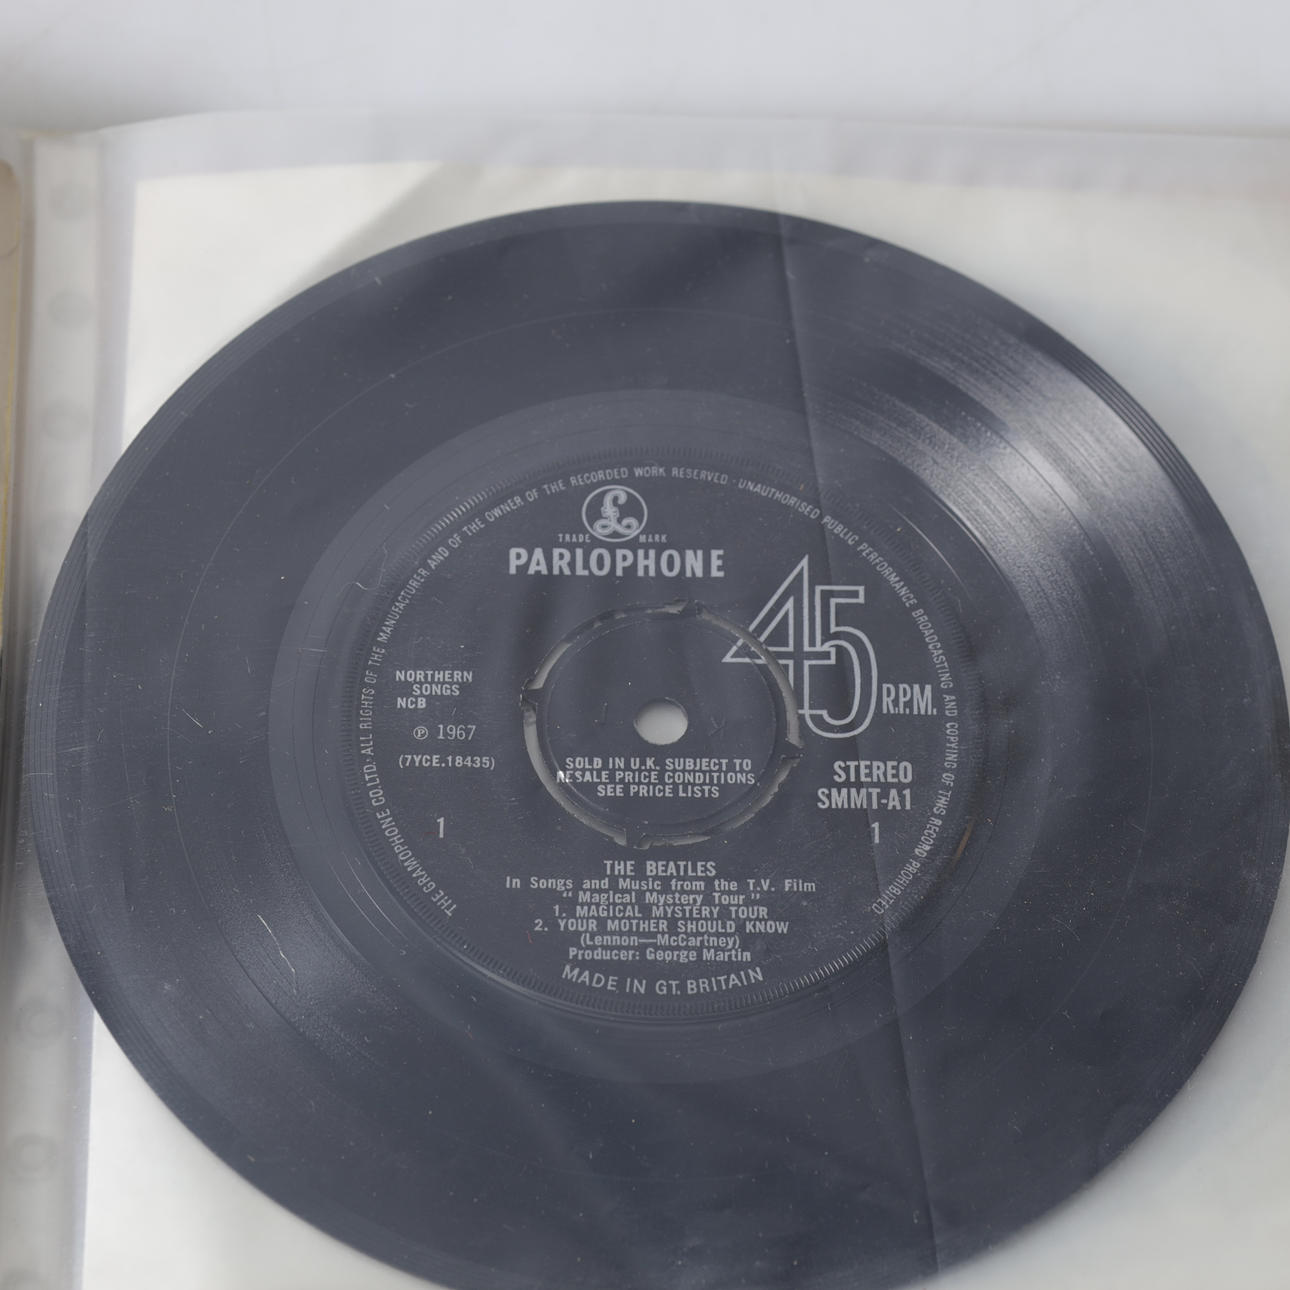 THE GRAMOPHONE CO.LTD. ALL RIGHTS OF THE MANUFACTURER AND OF THE OWNER OF THE RECORDED WORK RESERVED · UNAUTHORISED PUBLIC PERFORMANCE BROADCASTING AND COPYING OF THIS RECORD PROHIBITED
£
TRADE MARK
PARLOPHONE
45
R.P.M.
NORTHERN
SONGS
NCB
℗ 1967
(7YCE.18435)
1
SOLD IN U.K. SUBJECT TO
RESALE PRICE CONDITIONS,
SEE PRICE LISTS
STEREO
SMMT-A1
1
THE BEATLES
In Songs and Music from the T.V. Film
" Magical Mystery Tour "
1. MAGICAL MYSTERY TOUR
2. YOUR MOTHER SHOULD KNOW
(Lennon—McCartney)
Producer: George Martin
MADE IN GT. BRITAIN